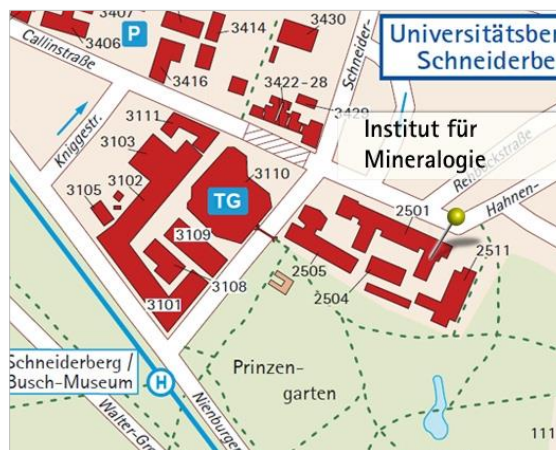 3407
3406
P
3414
3430
Callinstraße
3416
Schneider-
Universitätsber
Schneiderbe
3422-28
3429
Kniggestr.
3111
3103
3102
3105
3110
TG
3109
3108
3101
Institut für
Mineralogie
Rehbockstraße
Hahnen-
2501
2511
2505
2504
Schneiderberg /
Busch-Museum
H
Prinzen-
garten
Nienburger
Walter-Gro
111